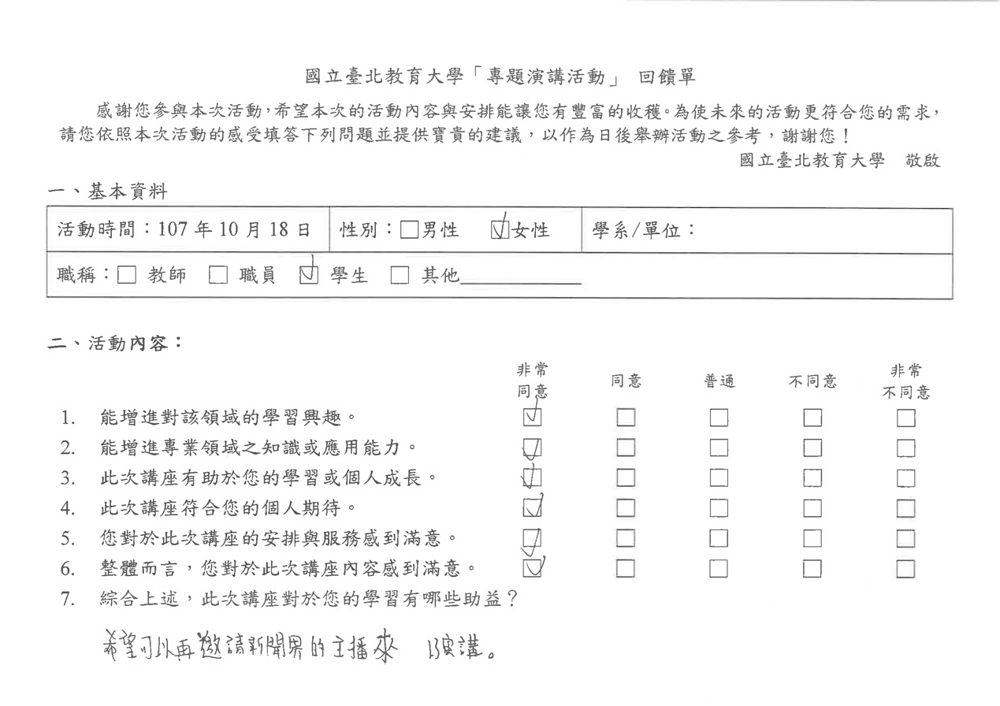 國立臺北教育大學「專題演講活動」 回饋單
感謝您參與本次活動，希望本次的活動內容與安排能讓您有豐富的收穫。為使未來的活動更符合您的需求，
請您依照本次活動的感受填答下列問題並提供寶貴的建議，以作為日後舉辦活動之參考，謝謝您！
國立臺北教育大學 敬啟
一、基本資料
活動時間：107 年 10 月 18 日 性別：□男性 ☑女性 學系/單位：
職稱：□ 教師 □ 職員 ☑ 學生 □ 其他__________
二、活動內容：
非常同意 同意 普通 不同意 非常不同意
1. 能增進對該領域的學習興趣。 ☑ □ □ □ □
2. 能增進專業領域之知識或應用能力。 ☑ □ □ □ □
3. 此次講座有助於您的學習或個人成長。 ☑ □ □ □ □
4. 此次講座符合您的個人期待。 ☑ □ □ □ □
5. 您對於此次講座的安排與服務感到滿意。 ☑ □ □ □ □
6. 整體而言，您對於此次講座內容感到滿意。 ☑ □ □ □ □
7. 綜合上述，此次講座對於您的學習有哪些助益？
希望可以再邀請新聞界的主播來 演講。